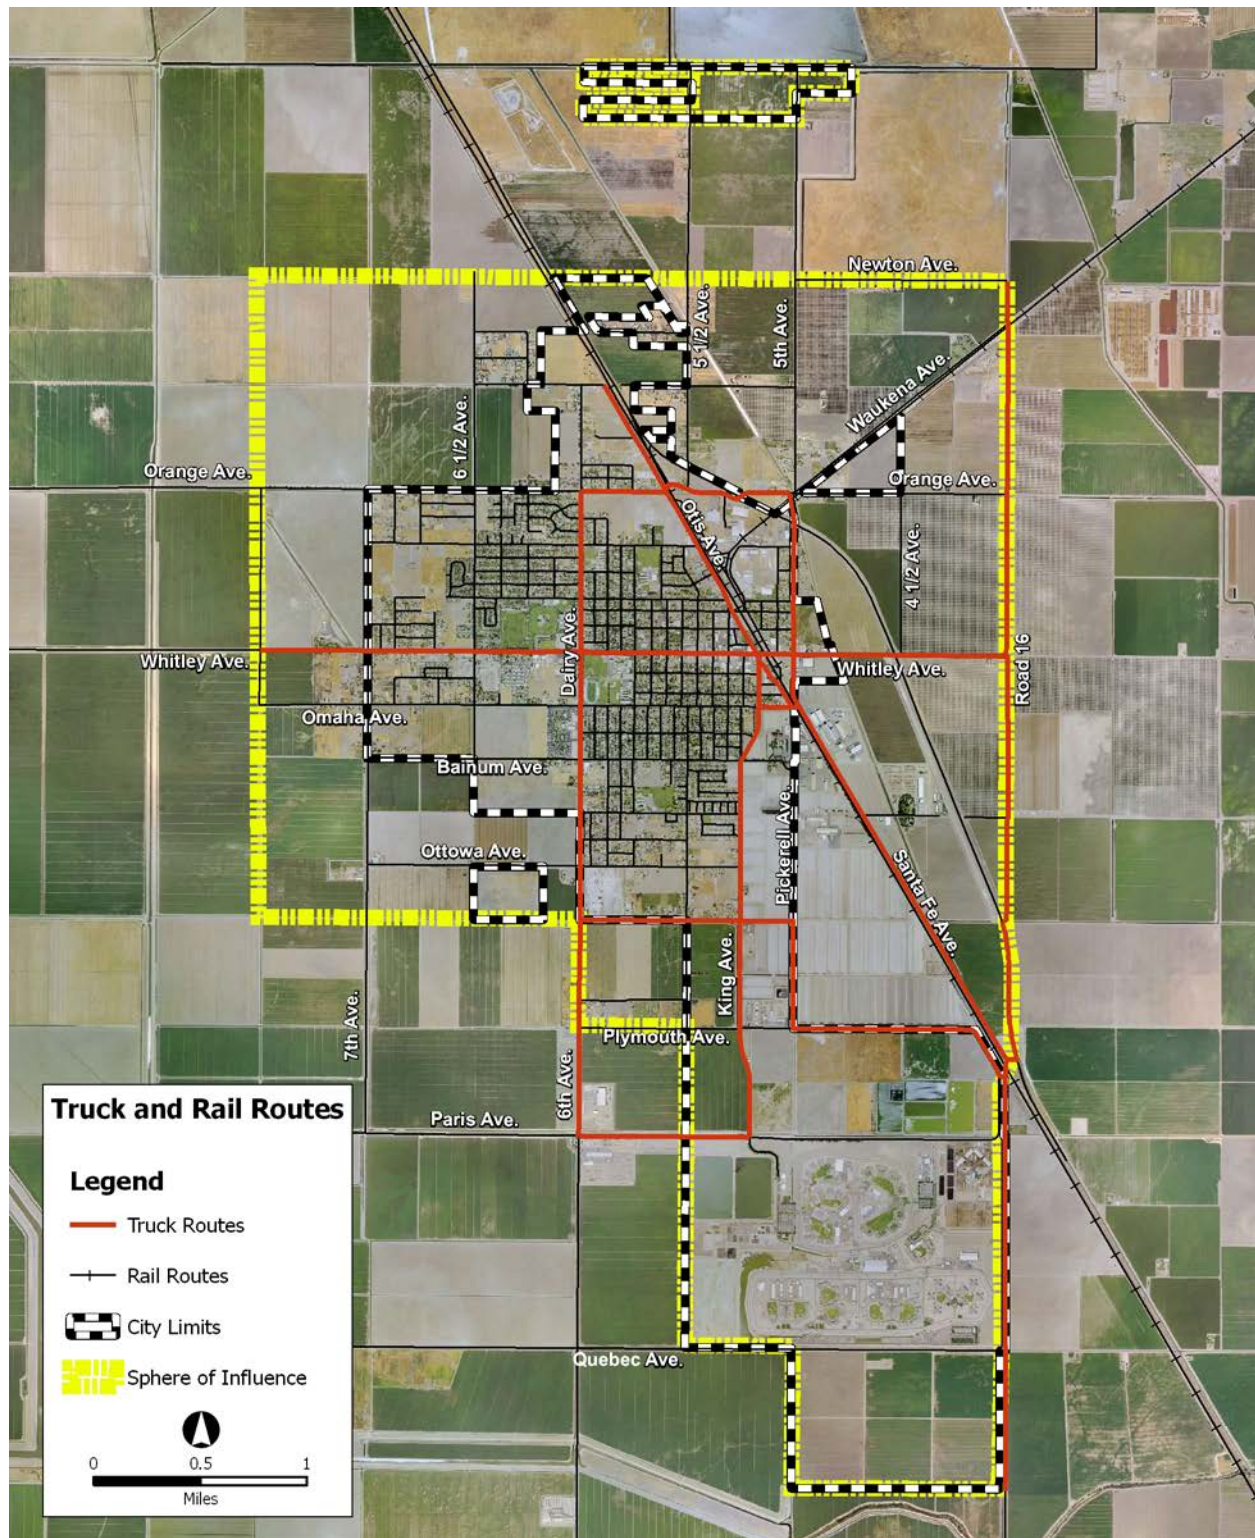 Newton Ave.
5 1/2 Ave.
5th Ave.
Waukena Ave.
6 1/2 Ave.
Orange Ave.
Orange Ave.
Otis Ave.
4 1/2 Ave.
Whitley Ave.
Dairy Ave.
Whitley Ave.
Road 16
Omaha Ave.
Bainum Ave.
Pickerell Ave.
Ottowa Ave.
Santa Fe Ave.
King Ave.
7th Ave.
Plymouth Ave.
6th Ave.
Paris Ave.
Quebec Ave.
Truck and Rail Routes
Legend
Truck Routes
Rail Routes
City Limits
Sphere of Influence
0 0.5 1
Miles